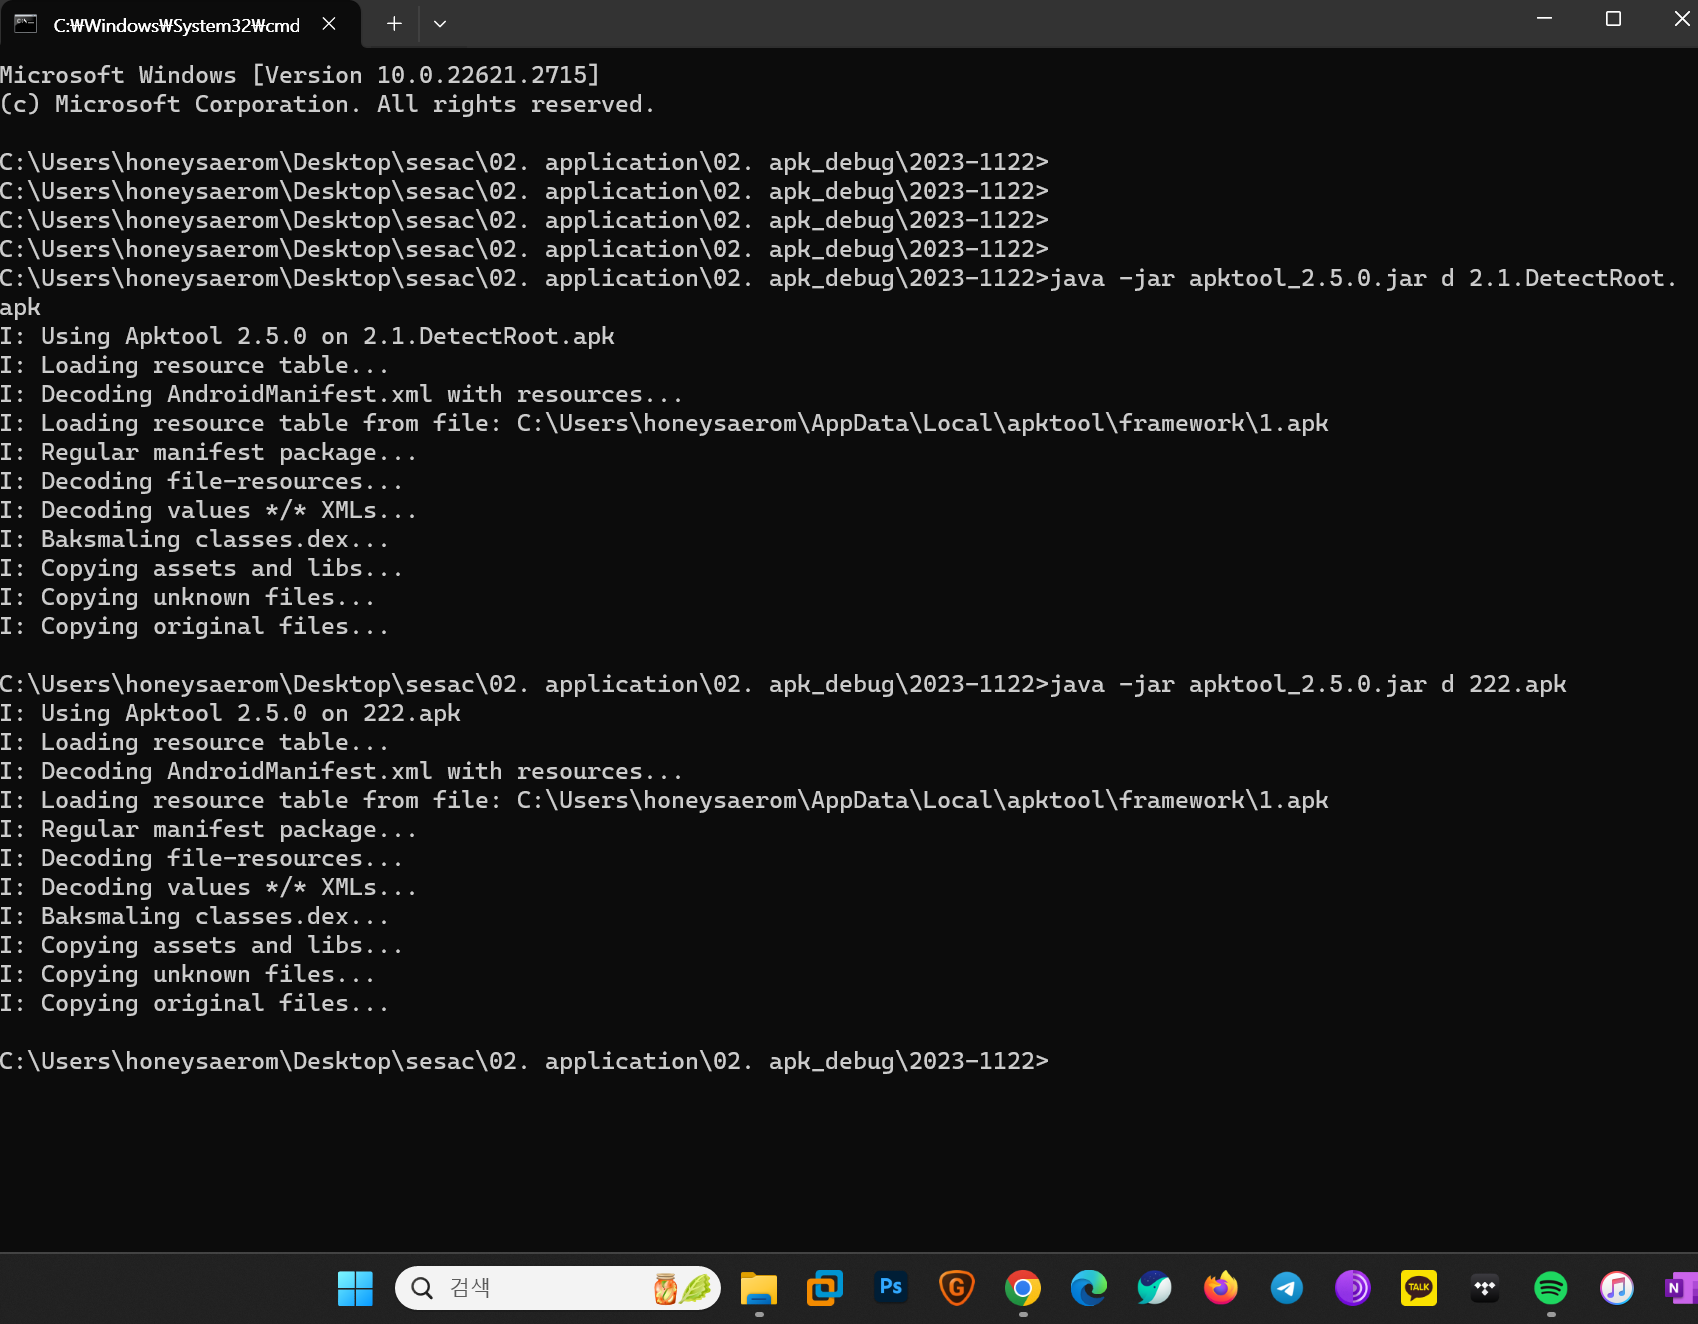 C:₩Windows₩System32₩cmd
Microsoft Windows [Version 10.0.22621.2715]
(c) Microsoft Corporation. All rights reserved.
C:\Users\honeysaerom\Desktop\sesac\02. application\02. apk_debug\2023-1122>
C:\Users\honeysaerom\Desktop\sesac\02. application\02. apk_debug\2023-1122>
C:\Users\honeysaerom\Desktop\sesac\02. application\02. apk_debug\2023-1122>
C:\Users\honeysaerom\Desktop\sesac\02. application\02. apk_debug\2023-1122>
C:\Users\honeysaerom\Desktop\sesac\02. application\02. apk_debug\2023-1122>java -jar apktool_2.5.0.jar d 2.1.DetectRoot.
apk
I: Using Apktool 2.5.0 on 2.1.DetectRoot.apk
I: Loading resource table...
I: Decoding AndroidManifest.xml with resources...
I: Loading resource table from file: C:\Users\honeysaerom\AppData\Local\apktool\framework\1.apk
I: Regular manifest package...
I: Decoding file-resources...
I: Decoding values */* XMLs...
I: Baksmaling classes.dex...
I: Copying assets and libs...
I: Copying unknown files...
I: Copying original files...
C:\Users\honeysaerom\Desktop\sesac\02. application\02. apk_debug\2023-1122>java -jar apktool_2.5.0.jar d 222.apk
I: Using Apktool 2.5.0 on 222.apk
I: Loading resource table...
I: Decoding AndroidManifest.xml with resources...
I: Loading resource table from file: C:\Users\honeysaerom\AppData\Local\apktool\framework\1.apk
I: Regular manifest package...
I: Decoding file-resources...
I: Decoding values */* XMLs...
I: Baksmaling classes.dex...
I: Copying assets and libs...
I: Copying unknown files...
I: Copying original files...
C:\Users\honeysaerom\Desktop\sesac\02. application\02. apk_debug\2023-1122>
검색 Ps G TALK N